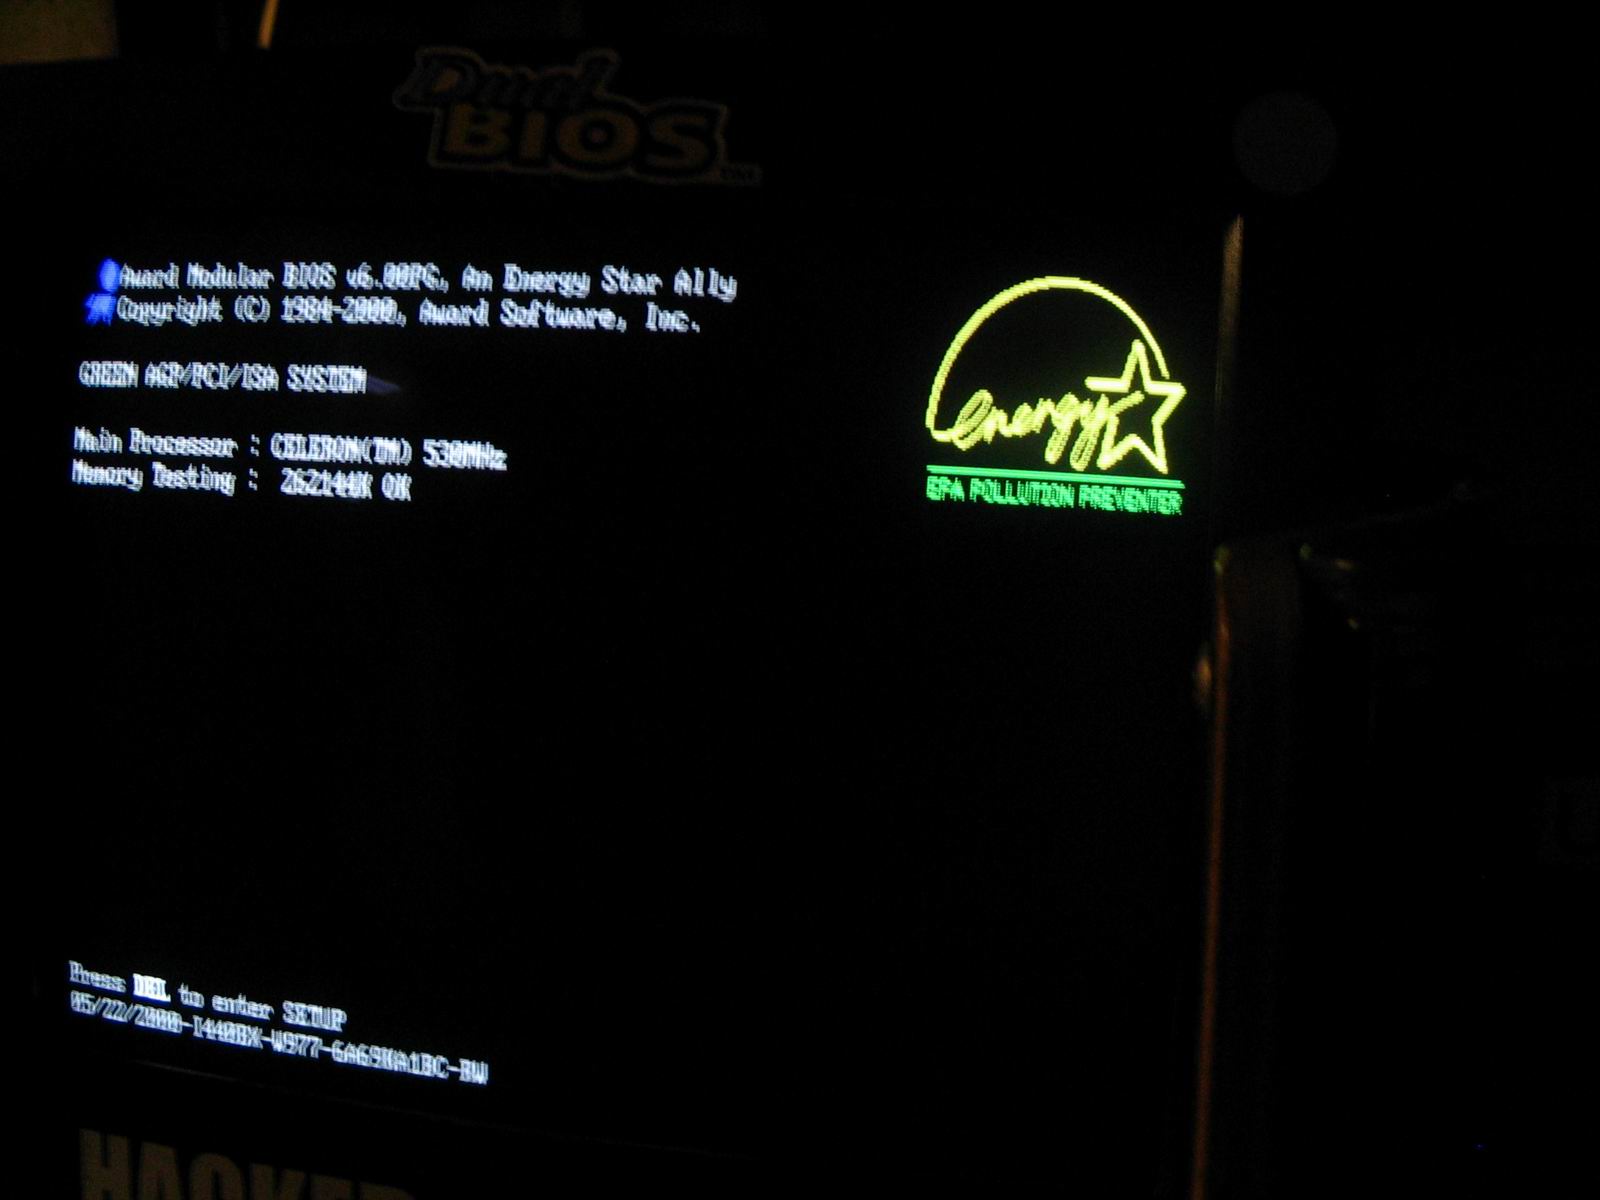 Dual
BIOS
Award Modular BIOS v6.00PG, An Energy Star Ally
Copyright (C) 1984-2000, Award Software, Inc.
GREEN AGP/PCI/ISA SYSTEM
Main Processor : CELERON(TM) 530MHz
Memory Testing : 262144K OK
energy
EPA POLLUTION PREVENTER
Press DEL to enter SETUP
05/22/2000-I440BX-W977-6A69KA1BC-BW
HACKER